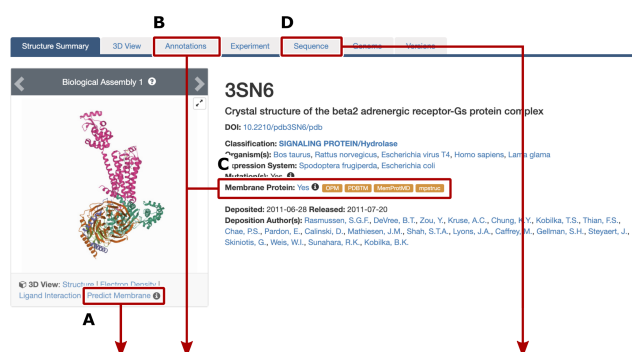 B
D
Structure Summary 3D View Annotations Experiment Sequence Genome Versions
Biological Assembly 1
3SN6
Crystal structure of the beta2 adrenergic receptor-Gs protein complex
DOI: 10.2210/pdb3SN6/pdb
Classification: SIGNALING PROTEIN/Hydrolase
Organism(s): Bos taurus, Rattus norvegicus, Escherichia virus T4, Homo sapiens, Lama glama
Expression System: Spodoptera frugiperda, Escherichia coli
C
Mutation(s): Yes
Membrane Protein: Yes OPM PDBTM MemProtMD mpstruc
Deposited: 2011-06-28 Released: 2011-07-20
Deposition Author(s): Rasmussen, S.G.F., DeVree, B.T., Zou, Y., Kruse, A.C., Chung, K.Y., Kobilka, T.S., Thian, F.S.,
Chae, P.S., Pardon, E., Calinski, D., Mathiesen, J.M., Shah, S.T.A., Lyons, J.A., Caffrey, M., Gellman, S.H., Steyaert, J.,
Skiniotis, G., Weis, W.I., Sunahara, R.K., Kobilka, B.K.
3D View: Structure | Electron Density |
Ligand Interaction Predict Membrane
A